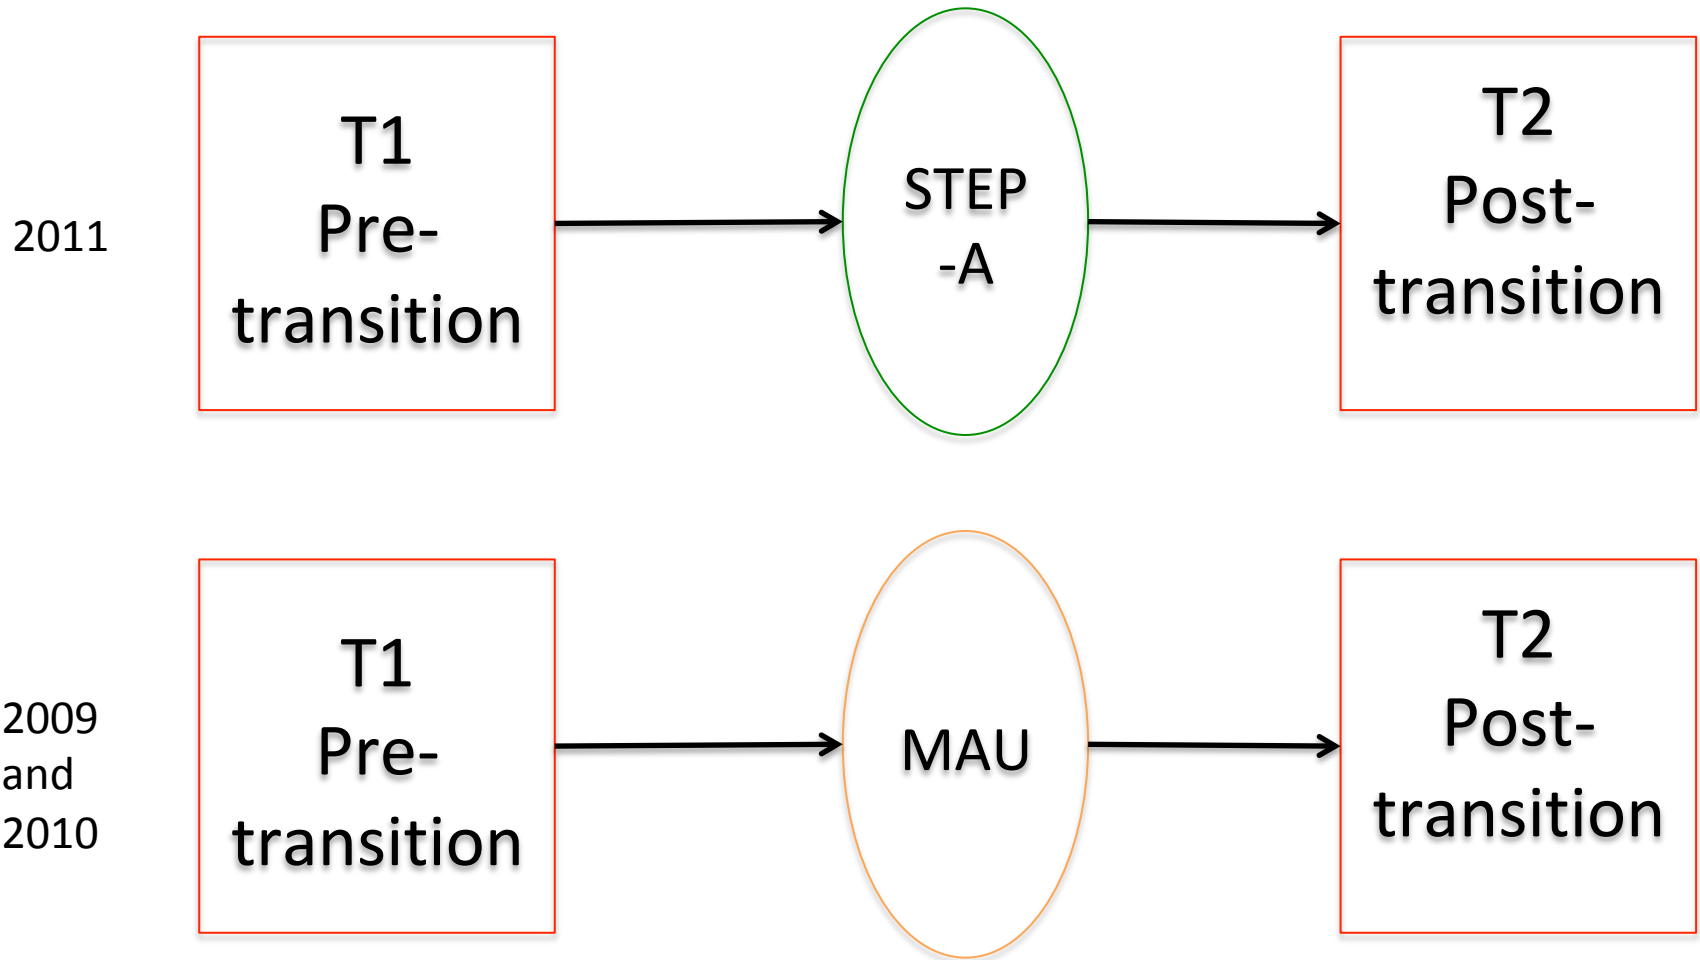 2011
T1
Pre-
transition
STEP
-A
T2
Post-
transition
2009
and
2010
T1
Pre-
transition
MAU
T2
Post-
transition